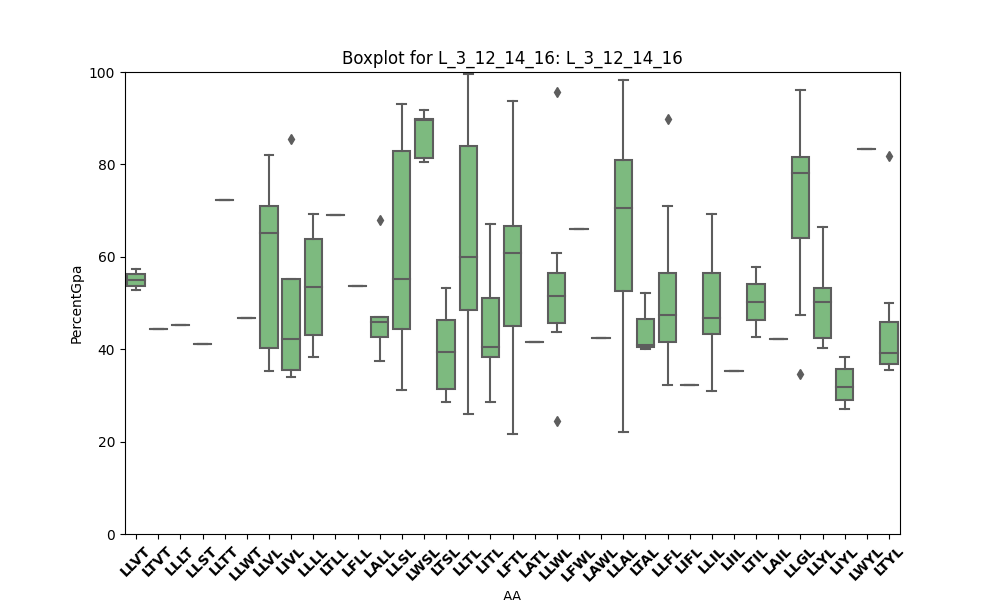 Boxplot for L_3_12_14_16: L_3_12_14_16
100
80
60
40
20
0
PercentGpa
LLVT LTVT LLLT LLST LLTT LLWT LLVL LIVL LLLL LTLL LFLL LALL LLSL LWSL LTSL LLTL LITL LFTL LATL LLWL LFWL LAWL LLAL LTAL LLFL LIFL LLIL LIIL LTIL LAIL LLGL LLYL LIYL LWYL LTYL
AA